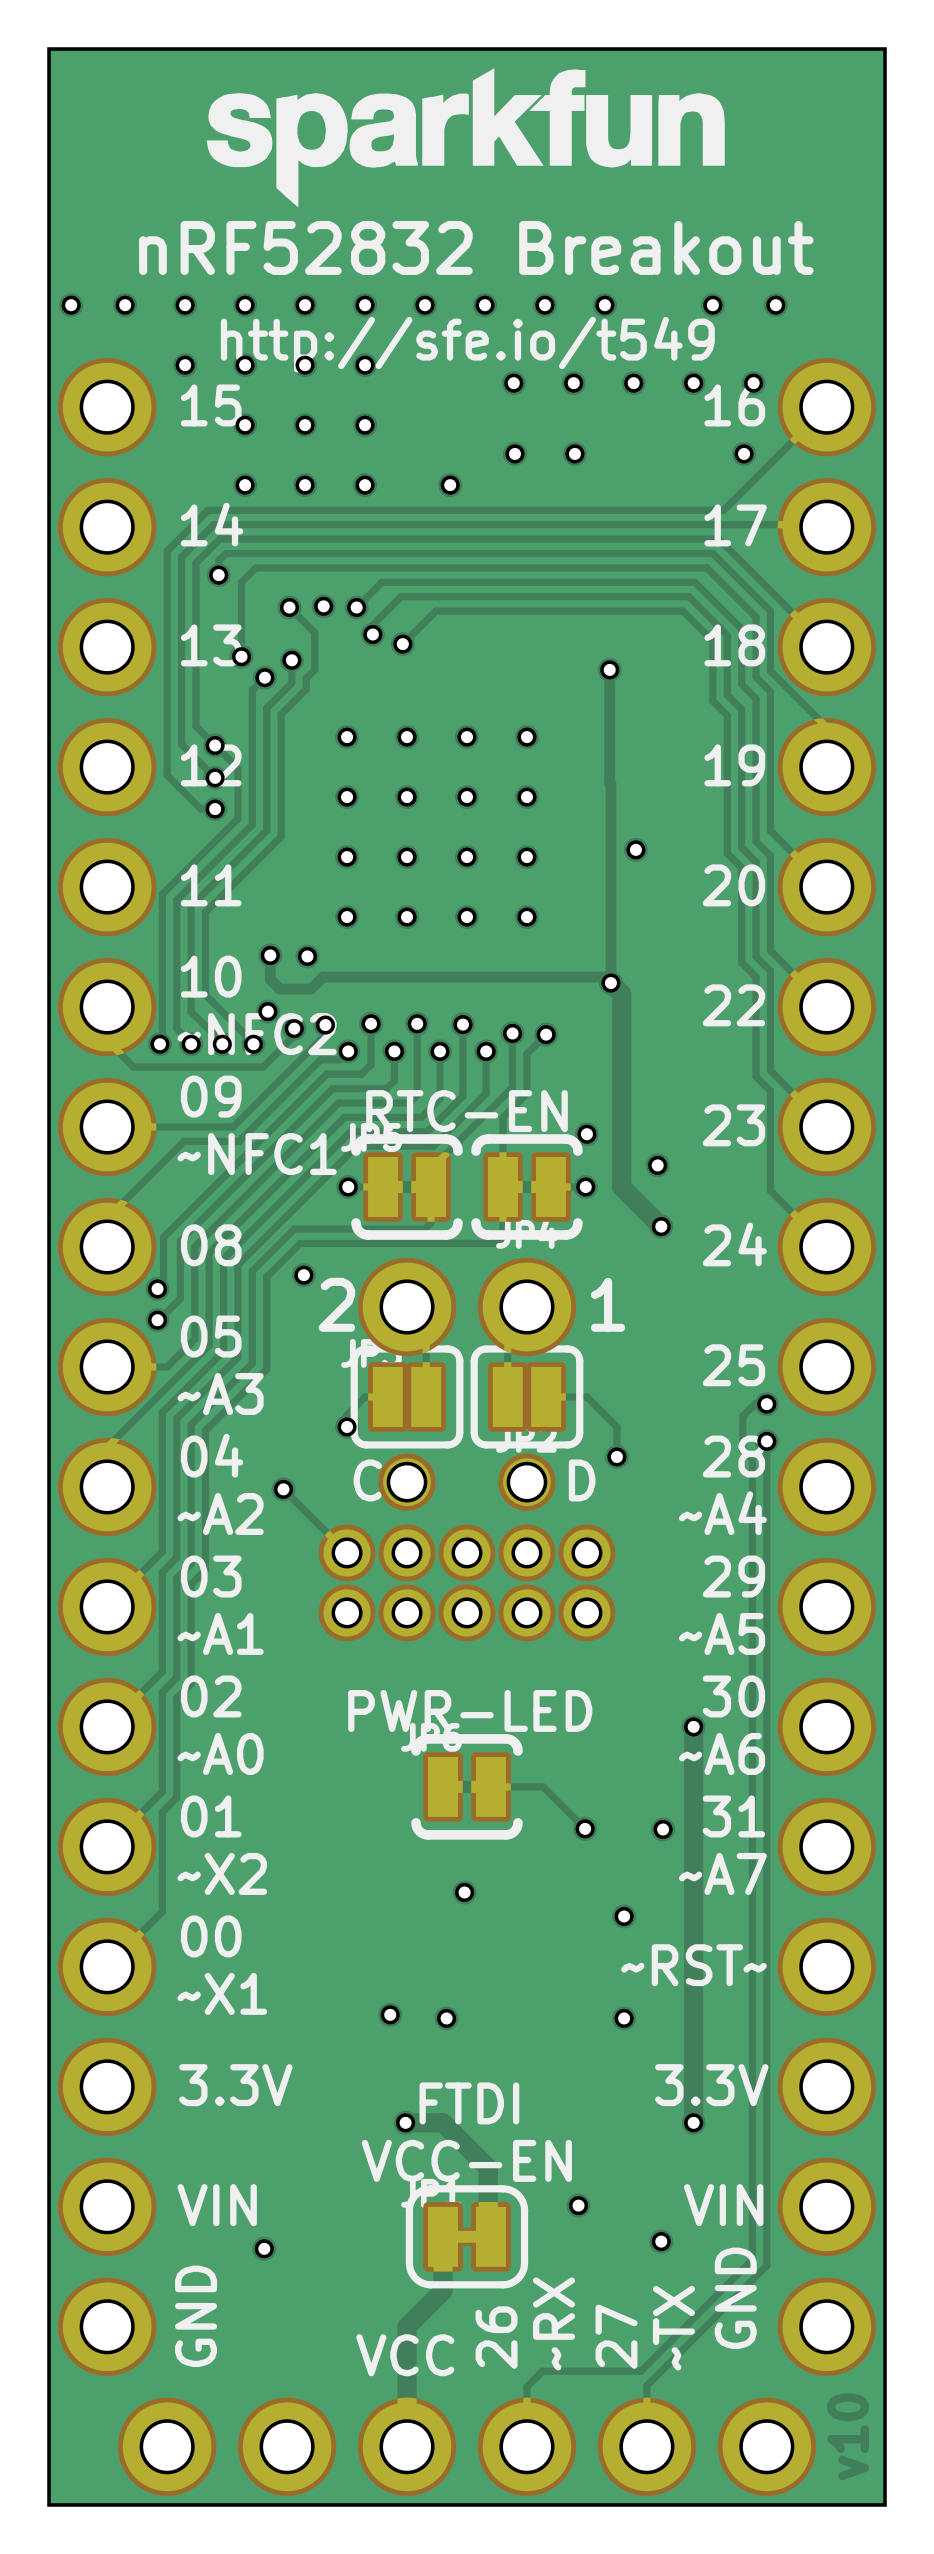 sparkfun
nRF52832 Breakout
http://sfe.io/t549
15 16
14 17
13 18
12 19
11 20
10
~NFC2 22
09
~NFC1 23
RTC-EN
JP5
JP4
08 24
2 1
05
~A3 25
JP3
JP2
04
~A2
28
~A4
C D
03
~A1
29
~A5
02
~A0
30
~A6
PWR-LED
JP6
01
~X2
31
~A7
00
~X1
~RST~
3.3V 3.3V
FTDI
VCC-EN
JP1
VIN VIN
GND GND
VCC
26
~RX
27
~TX
v10